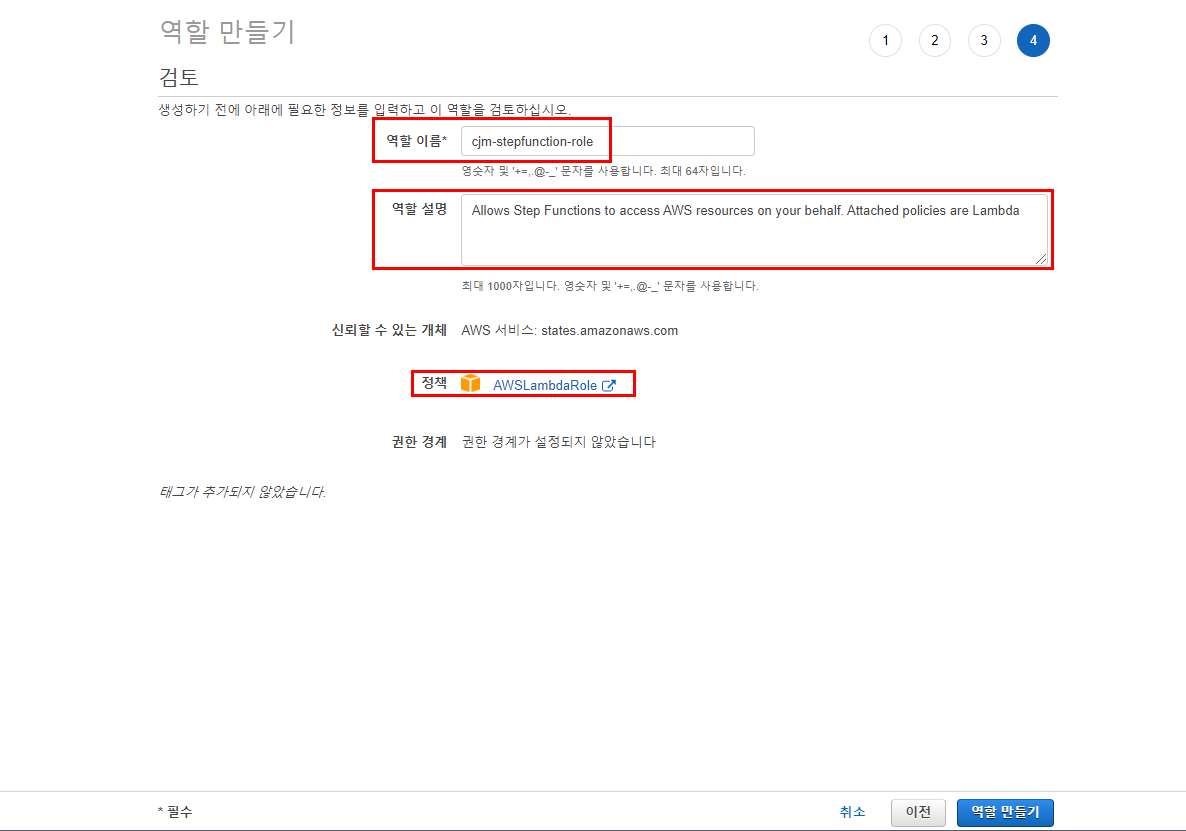 역할 만들기
1 2 3 4
검토
생성하기 전에 아래에 필요한 정보를 입력하고 이 역할을 검토하십시오.
역할 이름* cjm-stepfunction-role
영숫자 및 '+=,.@-_' 문자를 사용합니다. 최대 64자입니다.
역할 설명 Allows Step Functions to access AWS resources on your behalf. Attached policies are Lambda
최대 1000자입니다. 영숫자 및 '+=,.@-_' 문자를 사용합니다.
신뢰할 수 있는 개체 AWS 서비스: states.amazonaws.com
정책 AWSLambdaRole
권한 경계 권한 경계가 설정되지 않았습니다
태그가 추가되지 않았습니다.
* 필수 취소 이전 역할 만들기